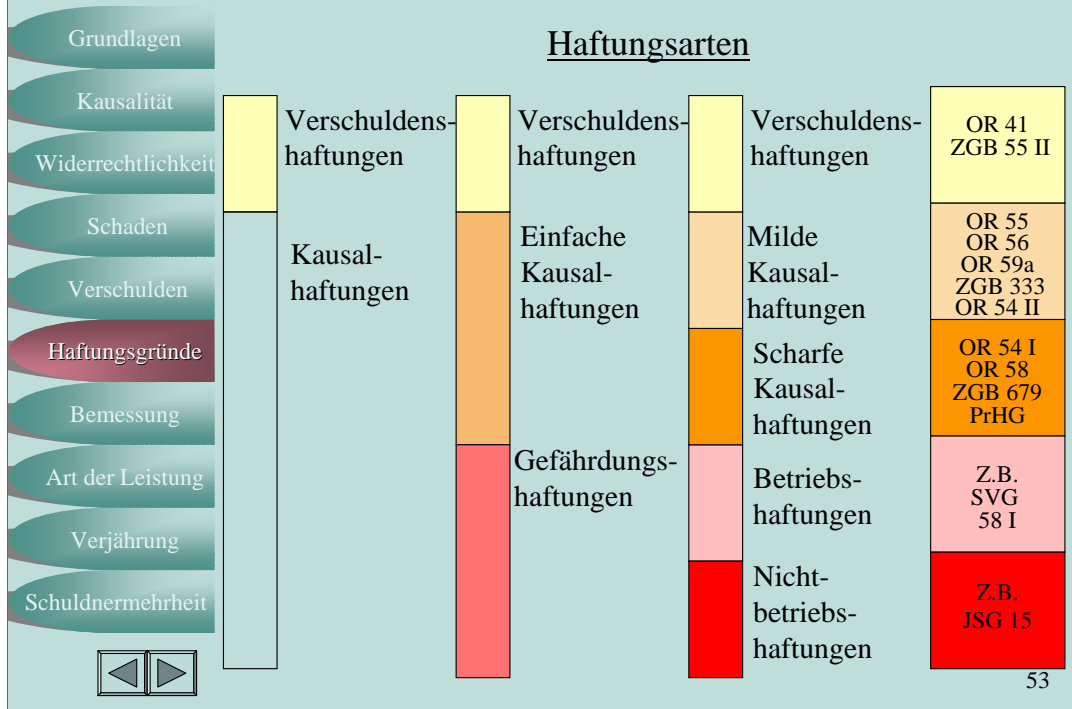 Grundlagen
Kausalität
Widerrechtlichkeit
Schaden
Verschulden
Haftungsgründe
Bemessung
Art der Leistung
Verjährung
Schuldnermehrheit
Haftungsarten
Verschuldens-
haftungen
Kausal-
haftungen
Verschuldens-
haftungen
Einfache
Kausal-
haftungen
Gefährdungs-
haftungen
Verschuldens-
haftungen
Milde
Kausal-
haftungen
Scharfe
Kausal-
haftungen
Betriebs-
haftungen
Nicht-
betriebs-
haftungen
OR 41
ZGB 55 II
OR 55
OR 56
OR 59a
ZGB 333
OR 54 II
OR 54 I
OR 58
ZGB 679
PrHG
Z.B.
SVG
58 I
Z.B.
JSG 15
53